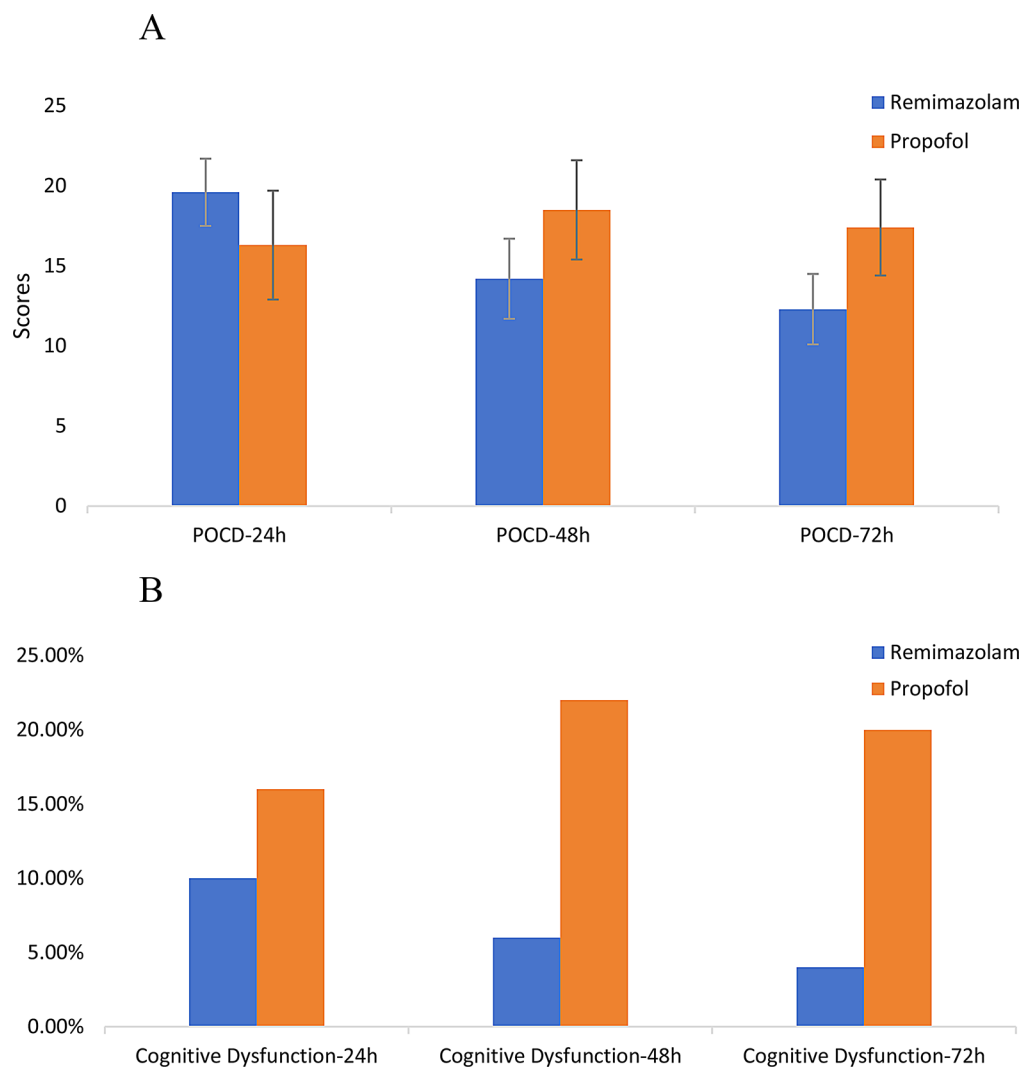 A
Remimazolam
Propofol
25
20
15
10
5
0
Scores
POCD-24h
POCD-48h
POCD-72h
B
Remimazolam
Propofol
25.00%
20.00%
15.00%
10.00%
5.00%
0.00%
Cognitive Dysfunction-24h
Cognitive Dysfunction-48h
Cognitive Dysfunction-72h